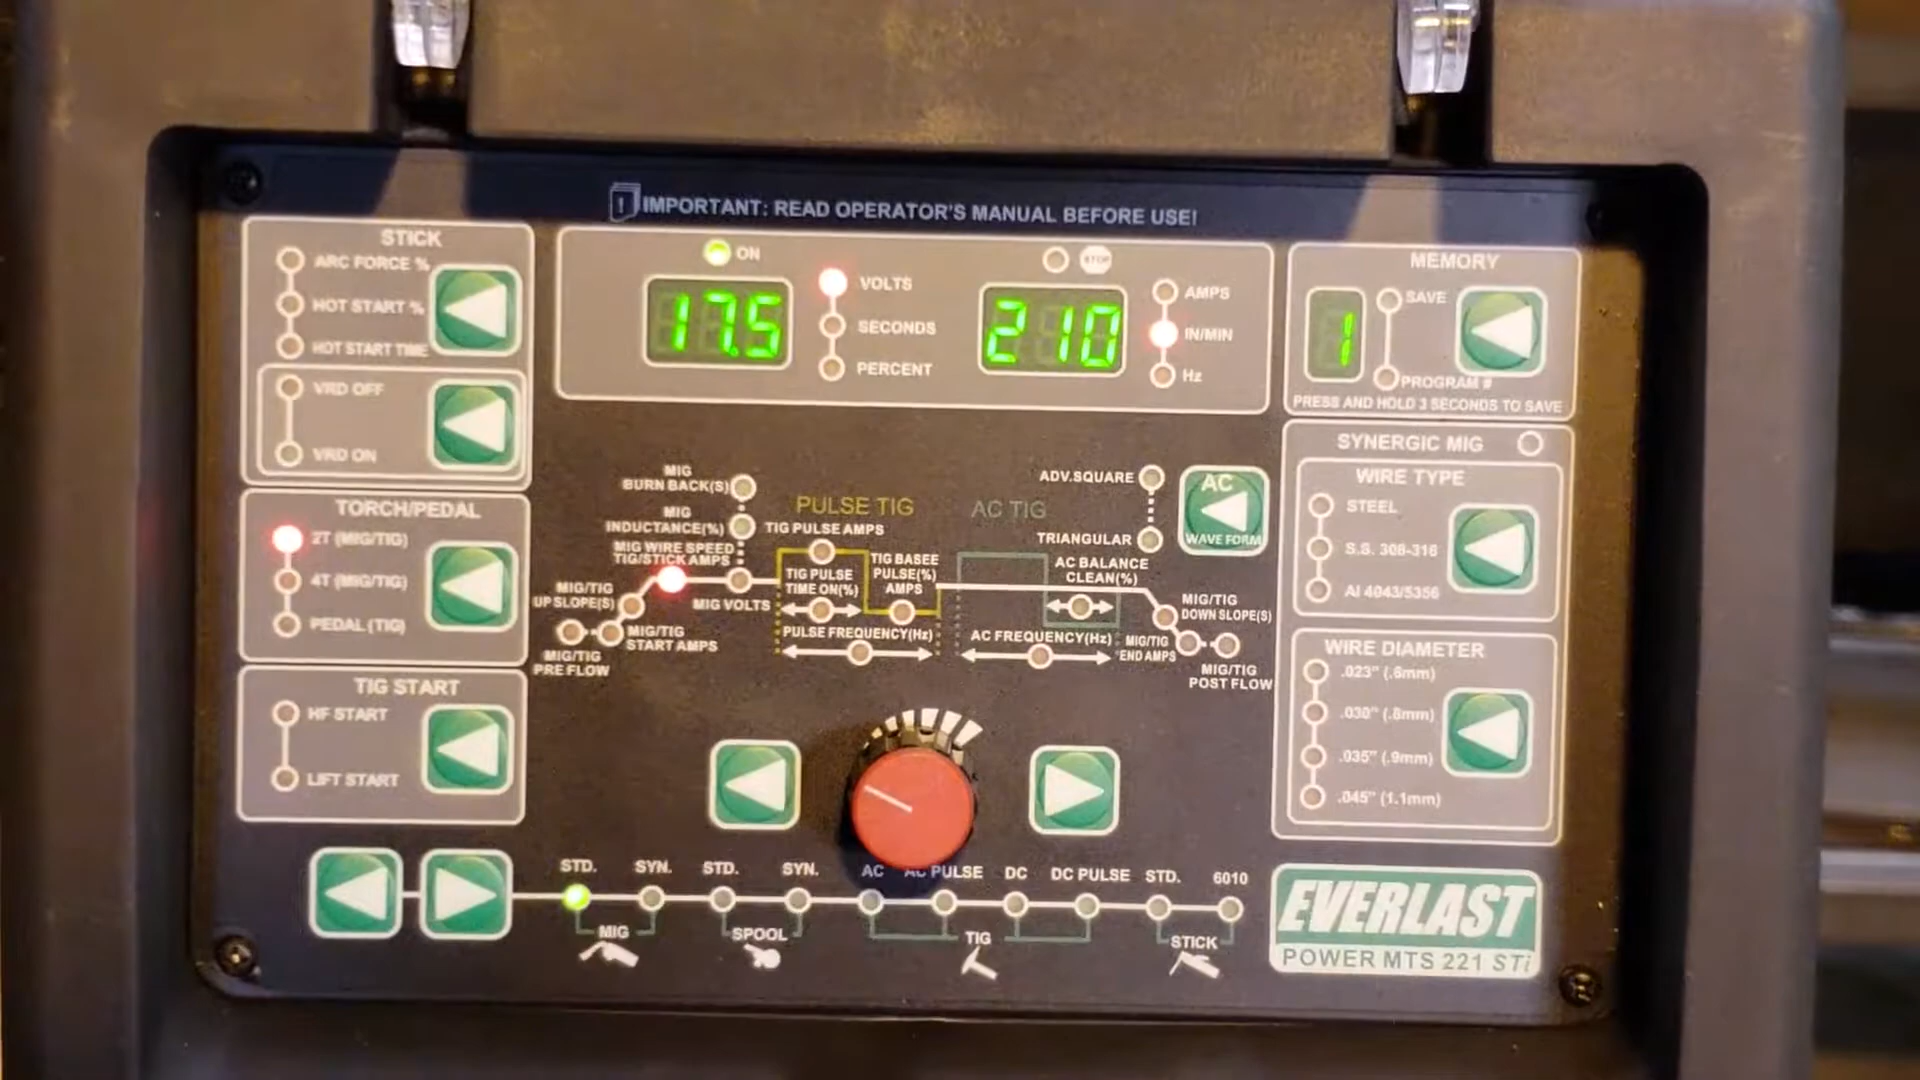 IMPORTANT: READ OPERATOR'S MANUAL BEFORE USE!
STICK
ARC FORCE %
HOT START %
HOT START TIME
VRD OFF
VRD ON
TORCH/PEDAL
2T (MIG/TIG)
4T (MIG/TIG)
PEDAL (TIG)
TIG START
HF START
LIFT START
ON
17.5
VOLTS
SECONDS
PERCENT
STOP
210
AMPS
IN/MIN
Hz
MEMORY
1
SAVE
PROGRAM #
PRESS AND HOLD 3 SECONDS TO SAVE
MIG
BURN BACK(S)
MIG
INDUCTANCE(%)
MIG WIRE SPEED
TIG/STICK AMPS
MIG/TIG
UP SLOPE(S)
MIG/TIG
START AMPS
MIG/TIG
PRE FLOW
MIG VOLTS
PULSE TIG
TIG PULSE AMPS
TIG PULSE
TIME ON(%)
TIG BASEE
PULSE(%)
AMPS
PULSE FREQUENCY(Hz)
AC TIG
ADV.SQUARE
TRIANGULAR
AC
WAVE FORM
AC BALANCE
CLEAN(%)
AC FREQUENCY(Hz)
MIG/TIG
DOWN SLOPE(S)
MIG/TIG
END AMPS
MIG/TIG
POST FLOW
SYNERGIC MIG
WIRE TYPE
STEEL
S.S. 308-316
Al 4043/5356
WIRE DIAMETER
.023" (.6mm)
.030" (.8mm)
.035" (.9mm)
.045" (1.1mm)
STD. SYN. STD. SYN. AC AC PULSE DC DC PULSE STD. 6010
MIG SPOOL TIG STICK
EVERLAST
POWER MTS 221 STi